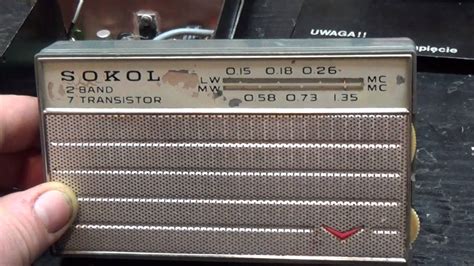 UWAGA!!
pięcie
SOKOL
2 BAND
7 TRANSISTOR
LW 0.15 0.18 0.26 MC
MW 0.58 0.73 1.35 MC